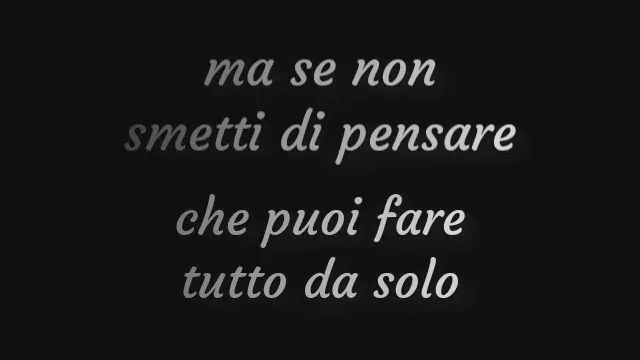 ma se non
smetti di pensare
che puoi fare
tutto da solo